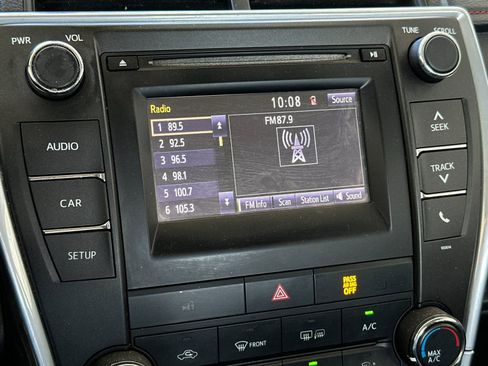 PWR VOL
TUNE SCROLL
Radio 10:08 Source
FM87.9
1 89.5
2 92.5
3 96.5
4 98.1
5 100.7
6 105.3
FM Info Scan Station List Sound
AUDIO
CAR
SETUP
SEEK
TRACK
PASS
AIR BAG
OFF
FRONT
A/C
MAX
A/C